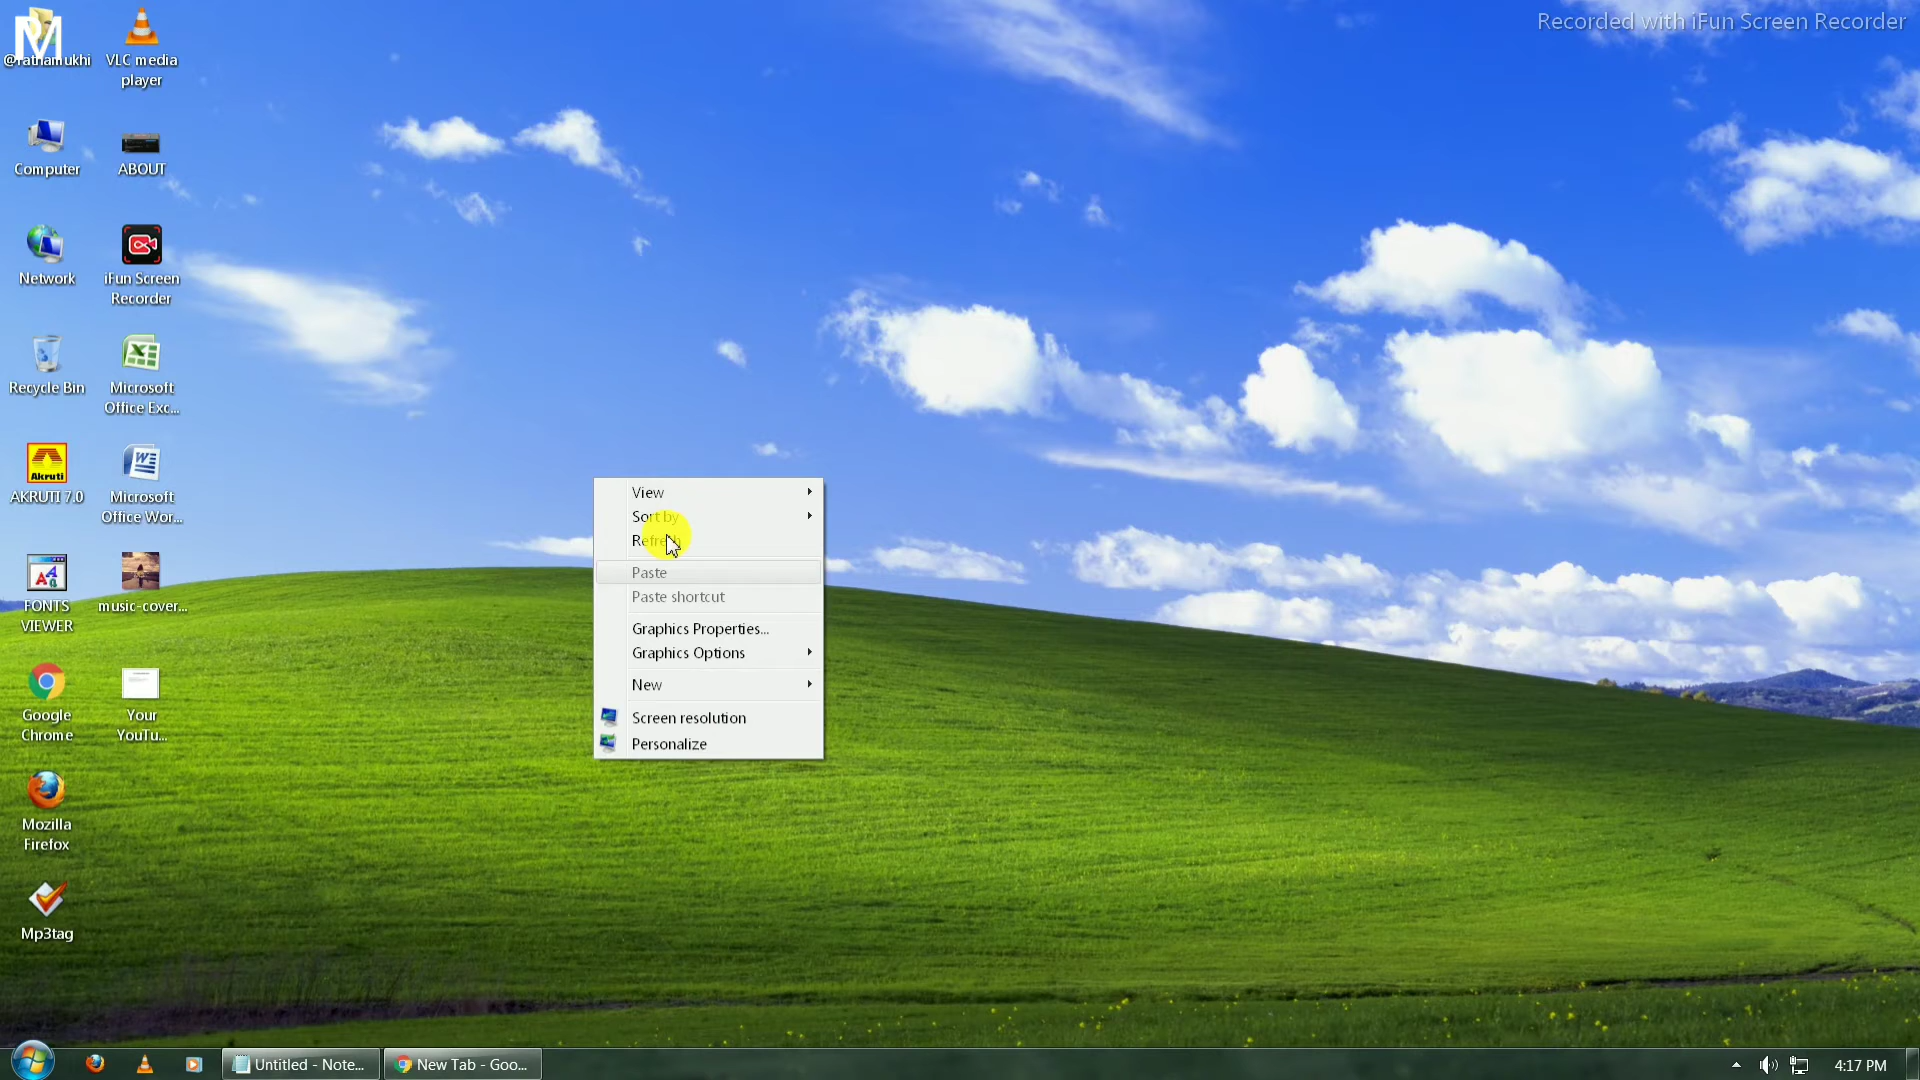 Recorded with iFun Screen Recorder
M
VLC media
player
Computer
ABOUT
Network
iFun Screen
Recorder
Recycle Bin
Microsoft
Office Exc...
Akruti
AKRUTI 7.0
Microsoft
Office Wor...
FONTS
VIEWER
music-cover...
Google
Chrome
Your
YouTu...
Mozilla
Firefox
Mp3tag
View
Sort by
Refresh
Paste
Paste shortcut
Graphics Properties...
Graphics Options
New
Screen resolution
Personalize
Untitled - Note...
New Tab - Goo...
4:17 PM